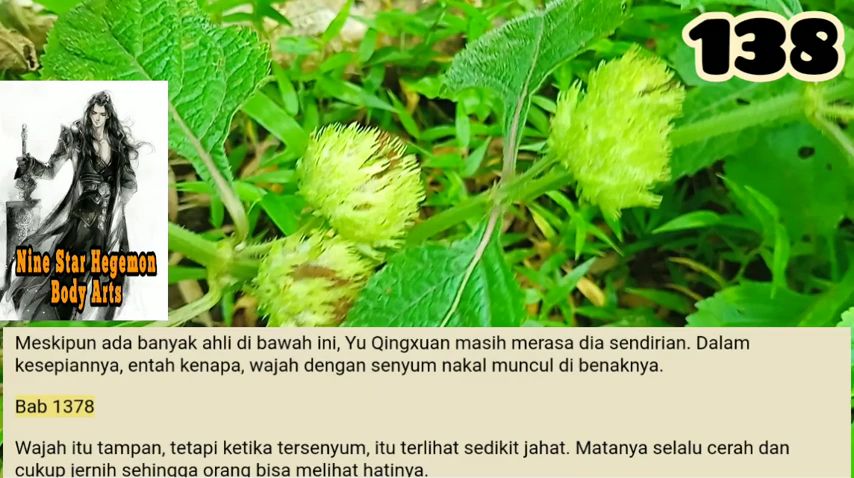 138
Nine Star Hegemon
Body Arts
Meskipun ada banyak ahli di bawah ini, Yu Qingxuan masih merasa dia sendirian. Dalam
kesepiannya, entah kenapa, wajah dengan senyum nakal muncul di benaknya.
Bab 1378
Wajah itu tampan, tetapi ketika tersenyum, itu terlihat sedikit jahat. Matanya selalu cerah dan
cukup jernih sehingga orang bisa melihat hatinya.